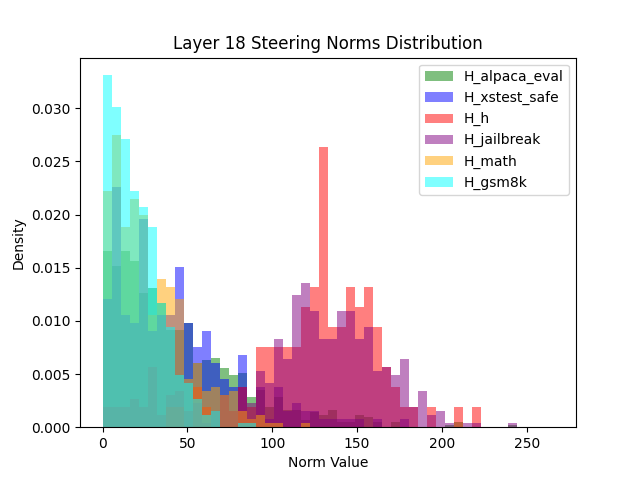 Layer 18 Steering Norms Distribution
H_alpaca_eval
H_xstest_safe
H_h
H_jailbreak
H_math
H_gsm8k
0.030
0.025
0.020
0.015
0.010
0.005
0.000
Density
0 50 100 150 200 250
Norm Value